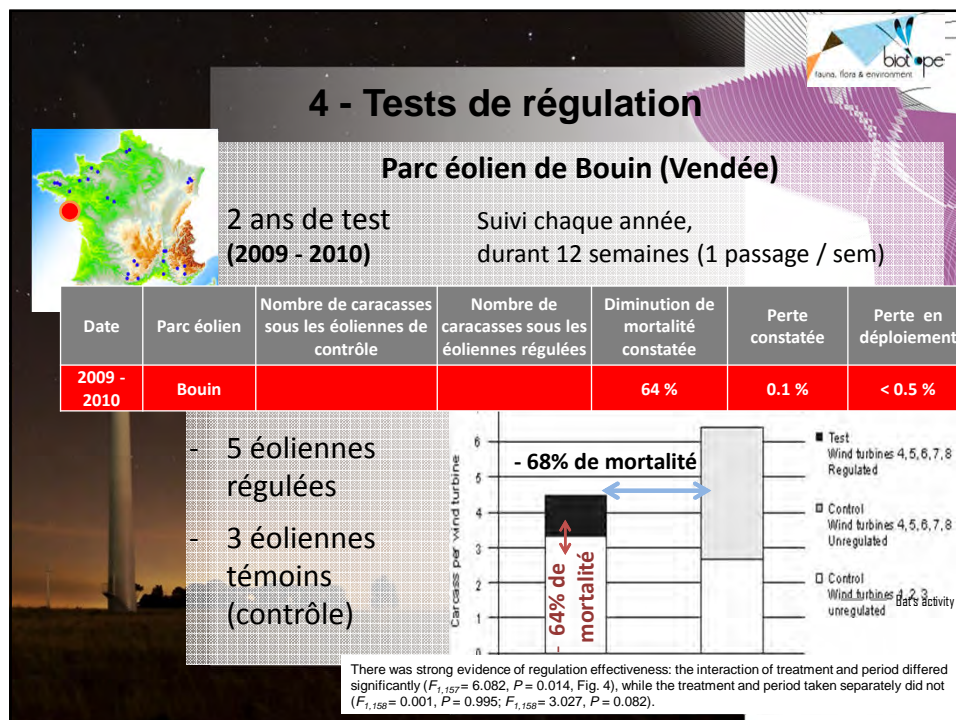 biotope
fauna, flora & environment
4 - Tests de régulation
Parc éolien de Bouin (Vendée)
2 ans de test
(2009 - 2010)
Suivi chaque année,
durant 12 semaines (1 passage / sem)
Date
Parc éolien
Nombre de caracasses
sous les éoliennes de
contrôle
Nombre de
caracasses sous les
éoliennes régulées
Diminution de
mortalité
constatée
Perte
constatée
Perte en
déploiement
2009 -
2010
Bouin
64 %
0.1 %
< 0.5 %
- 5 éoliennes
régulées
- 3 éoliennes
témoins
(contrôle)
Carcass per wind turbine
6
5
4
3
2
1
0
- 68% de mortalité
- 64% de
mortalité
Test
Wind turbines 4,5,6,7,8
Regulated
Control
Wind turbines 4,5,6,7,8
Unregulated
Control
Wind turbines 1,2,3
unregulated
Bat's activity
There was strong evidence of regulation effectiveness: the interaction of treatment and period differed
significantly (F1,157= 6.082, P = 0.014, Fig. 4), while the treatment and period taken separately did not
(F1,158= 0.001, P = 0.995; F1,158= 3.027, P = 0.082).